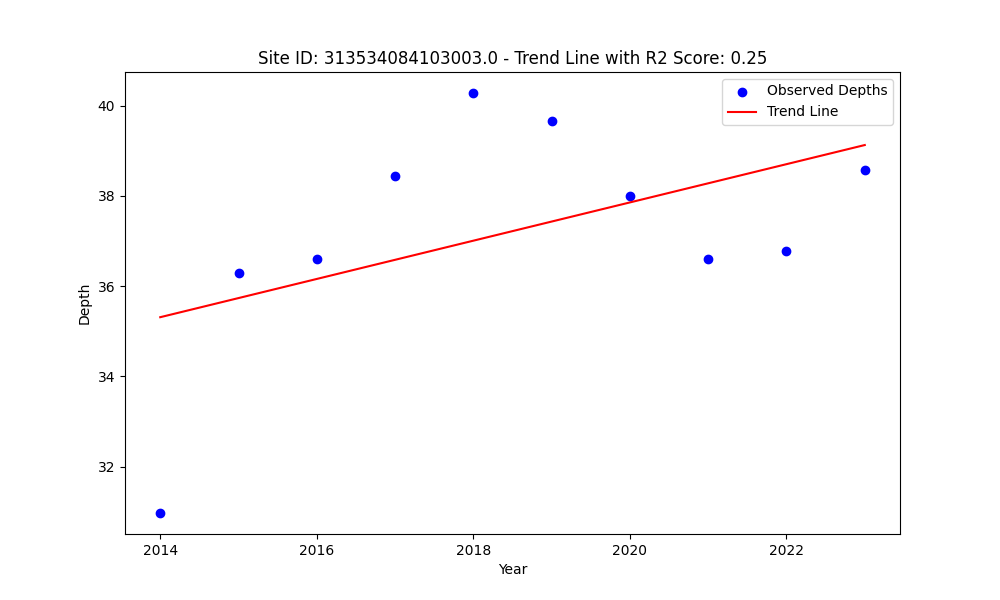 Site ID: 313534084103003.0 - Trend Line with R2 Score: 0.25
Observed Depths
Trend Line
40
38
36
34
32
Depth
2014
2016
2018
2020
2022
Year